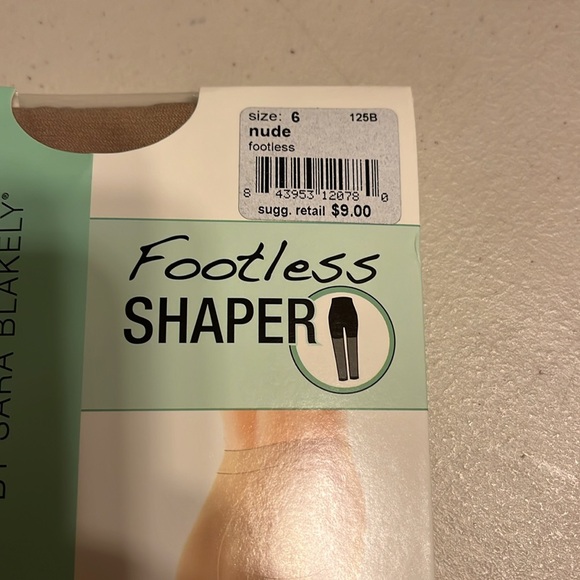 size: 6 125B
nude
footless
8 43953 12078 0
sugg. retail $9.00
Footless
SHAPER
BY SARA BLAKELY®